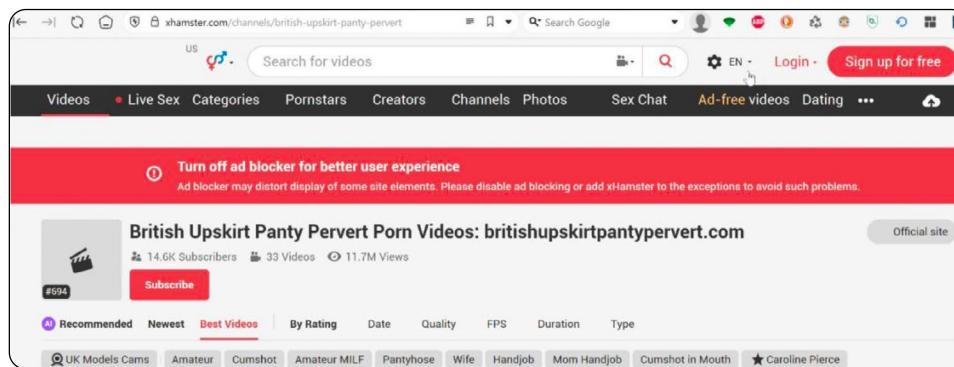 xhamster.com/channels/british-upskirt-panty-pervert
Search Google
US
Search for videos
EN
Login
Sign up for free
Videos
Live Sex
Categories
Pornstars
Creators
Channels
Photos
Sex Chat
Ad-free videos
Dating
Turn off ad blocker for better user experience
Ad blocker may distort display of some site elements. Please disable ad blocking or add xHamster to the exceptions to avoid such problems.
British Upskirt Panty Pervert Porn Videos: britishupskirtpantypervert.com
Official site
14.6K Subscribers
33 Videos
11.7M Views
#694
Subscribe
AI
Recommended
Newest
Best Videos
By Rating
Date
Quality
FPS
Duration
Type
UK Models Cams
Amateur
Cumshot
Amateur MILF
Pantyhose
Wife
Handjob
Mom Handjob
Cumshot in Mouth
Caroline Pierce